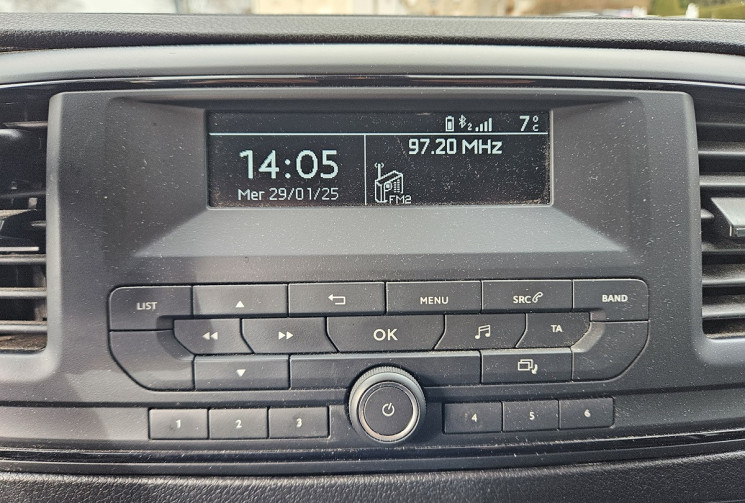 2 7°C
97.20 MHz
14:05
Mer 29/01/25
FM2
LIST MENU SRC BAND
OK TA
1 2 3 4 5 6